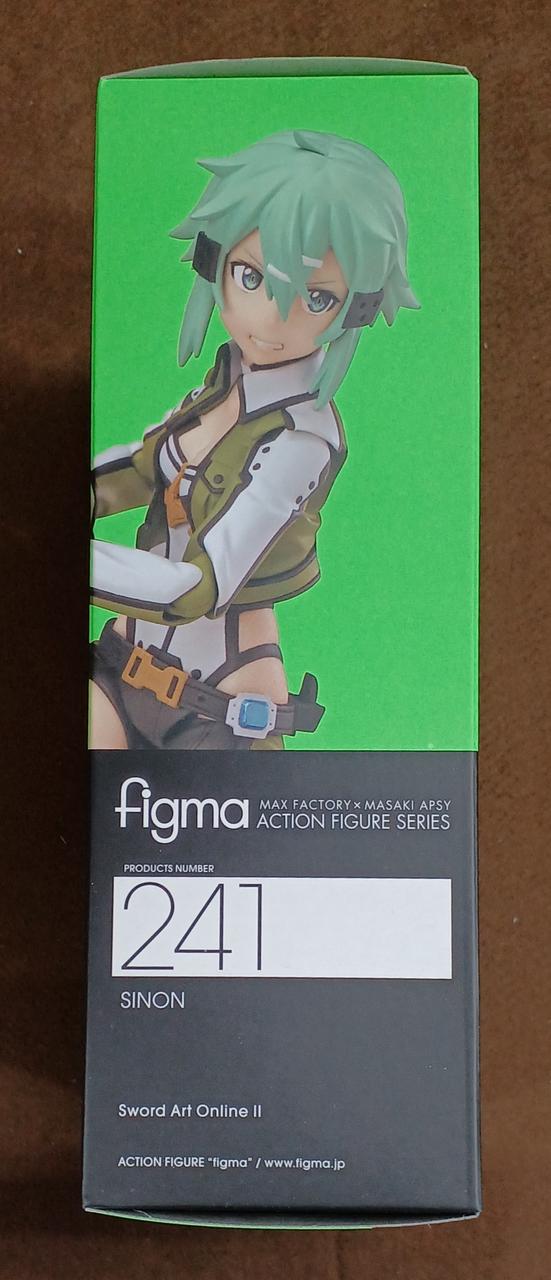 figma
MAX FACTORY × MASAKI APSY
ACTION FIGURE SERIES
PRODUCTS NUMBER
241
SINON
Sword Art Online II
ACTION FIGURE "figma" / www.figma.jp